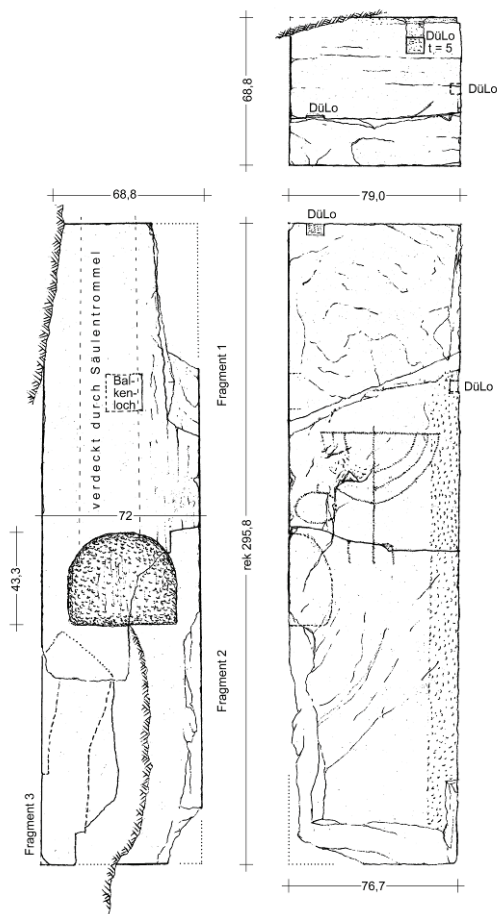 DüLo
t = 5
68,8
DüLo
DüLo
68,8
79,0
DüLo
verdeckt durch Säulentrommel
Bal-
ken-
loch
Fragment 1
DüLo
72
rek 295,8
43,3
Fragment 2
Fragment 3
76,7